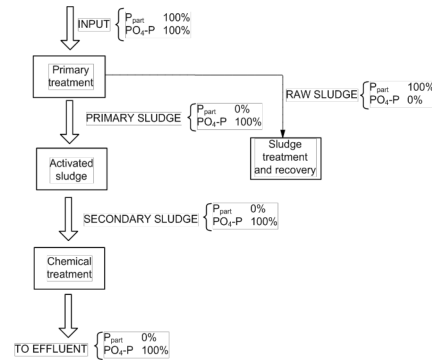 INPUT
P_part 100%
PO4-P 100%
Primary
treatment
RAW SLUDGE
P_part 100%
PO4-P 0%
PRIMARY SLUDGE
P_part 0%
PO4-P 100%
Sludge
treatment
and recovery
Activated
sludge
SECONDARY SLUDGE
P_part 0%
PO4-P 100%
Chemical
treatment
TO EFFLUENT
P_part 0%
PO4-P 100%